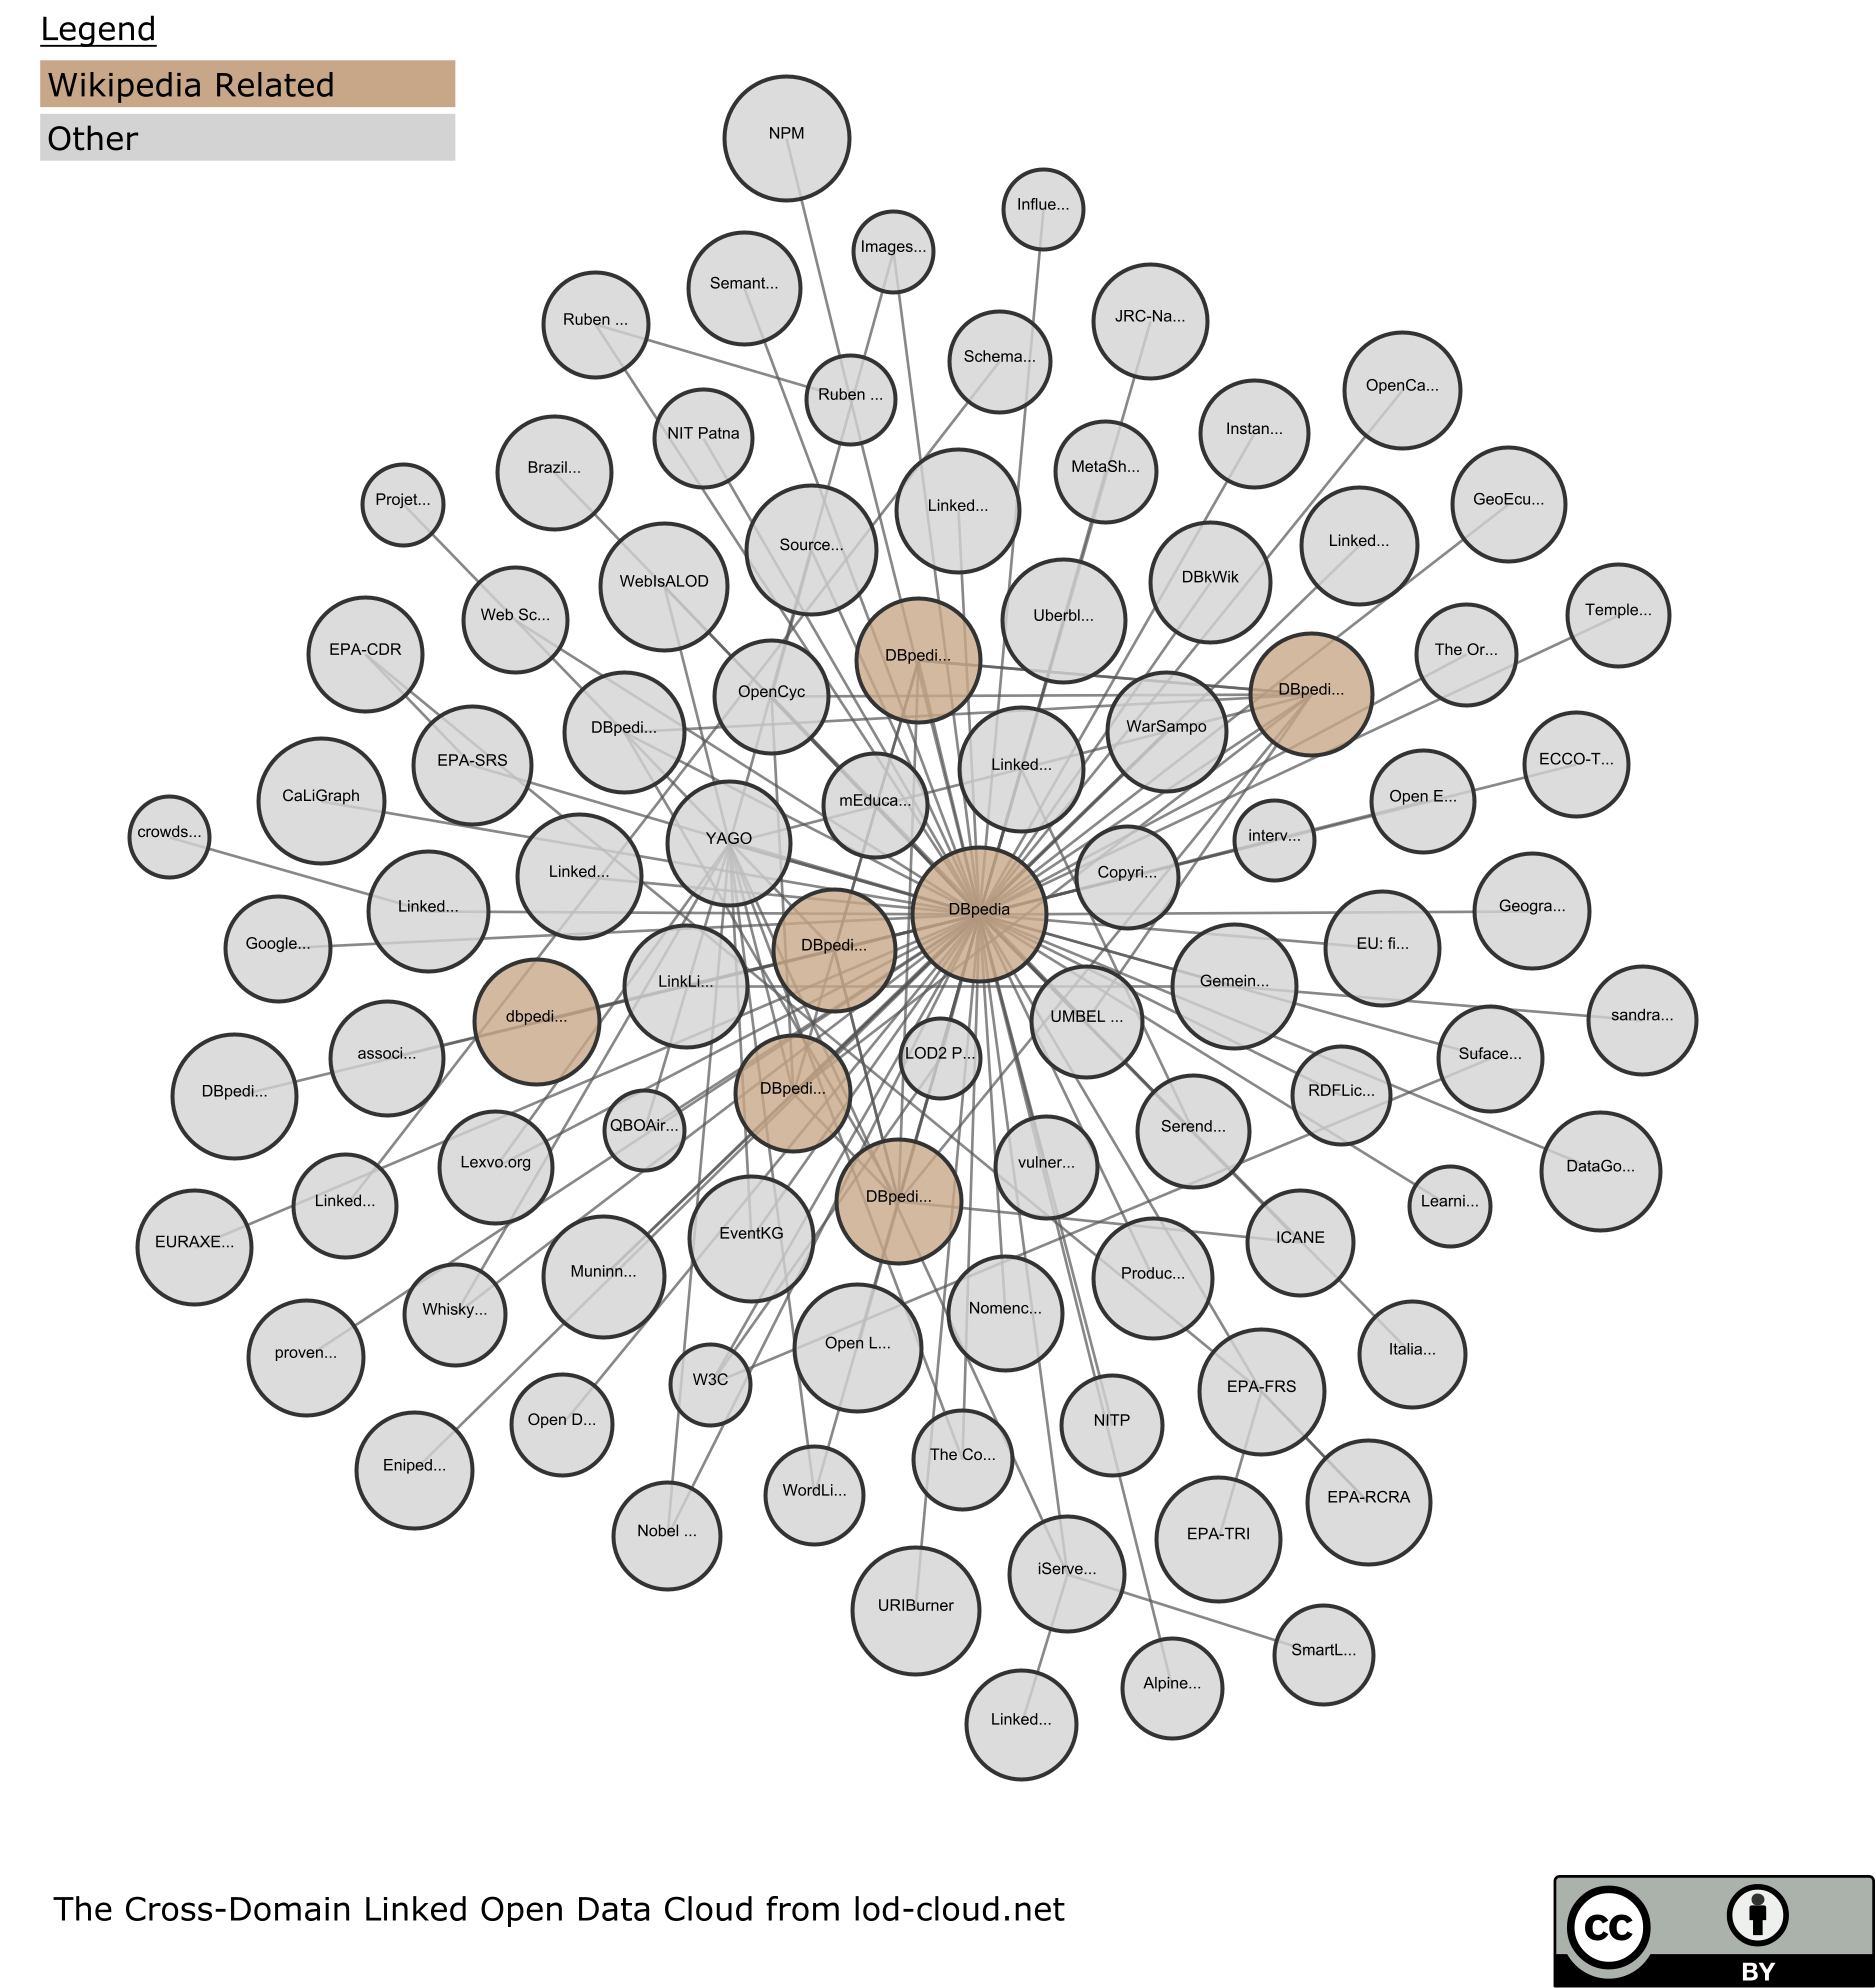 Legend
Wikipedia Related
Other
NPM
Influe...
Images...
Semant...
Ruben ...
JRC-Na...
Schema...
OpenCa...
Ruben ...
Instan...
NIT Patna
Brazil...
MetaSh...
Projet...
Linked...
GeoEcu...
Source...
Linked...
WebIsALOD
DBkWik
Web Sc...
Uberbl...
Temple...
EPA-CDR
DBpedi...
The Or...
OpenCyc
DBpedi...
DBpedi...
WarSampo
EPA-SRS
Linked...
ECCO-T...
CaLiGraph
mEduca...
Open E...
crowds...
YAGO
interv...
Linked...
Copyri...
Linked...
DBpedia
Geogra...
Google...
DBpedi...
EU: fi...
LinkLi...
Gemein...
dbpedi...
UMBEL ...
sandra...
associ...
LOD2 P...
Suface...
DBpedi...
DBpedi...
RDFLic...
QBOAir...
Serend...
Lexvo.org
vulner...
DataGo...
Linked...
DBpedi...
Learni...
EURAXE...
EventKG
ICANE
Muninn...
Produc...
Whisky...
Nomenc...
proven...
Open L...
Italia...
W3C
EPA-FRS
Open D...
NITP
Eniped...
The Co...
WordLi...
EPA-RCRA
Nobel ...
EPA-TRI
iServe...
URIBurner
SmartL...
Alpine...
Linked...
The Cross-Domain Linked Open Data Cloud from lod-cloud.net
cc
BY